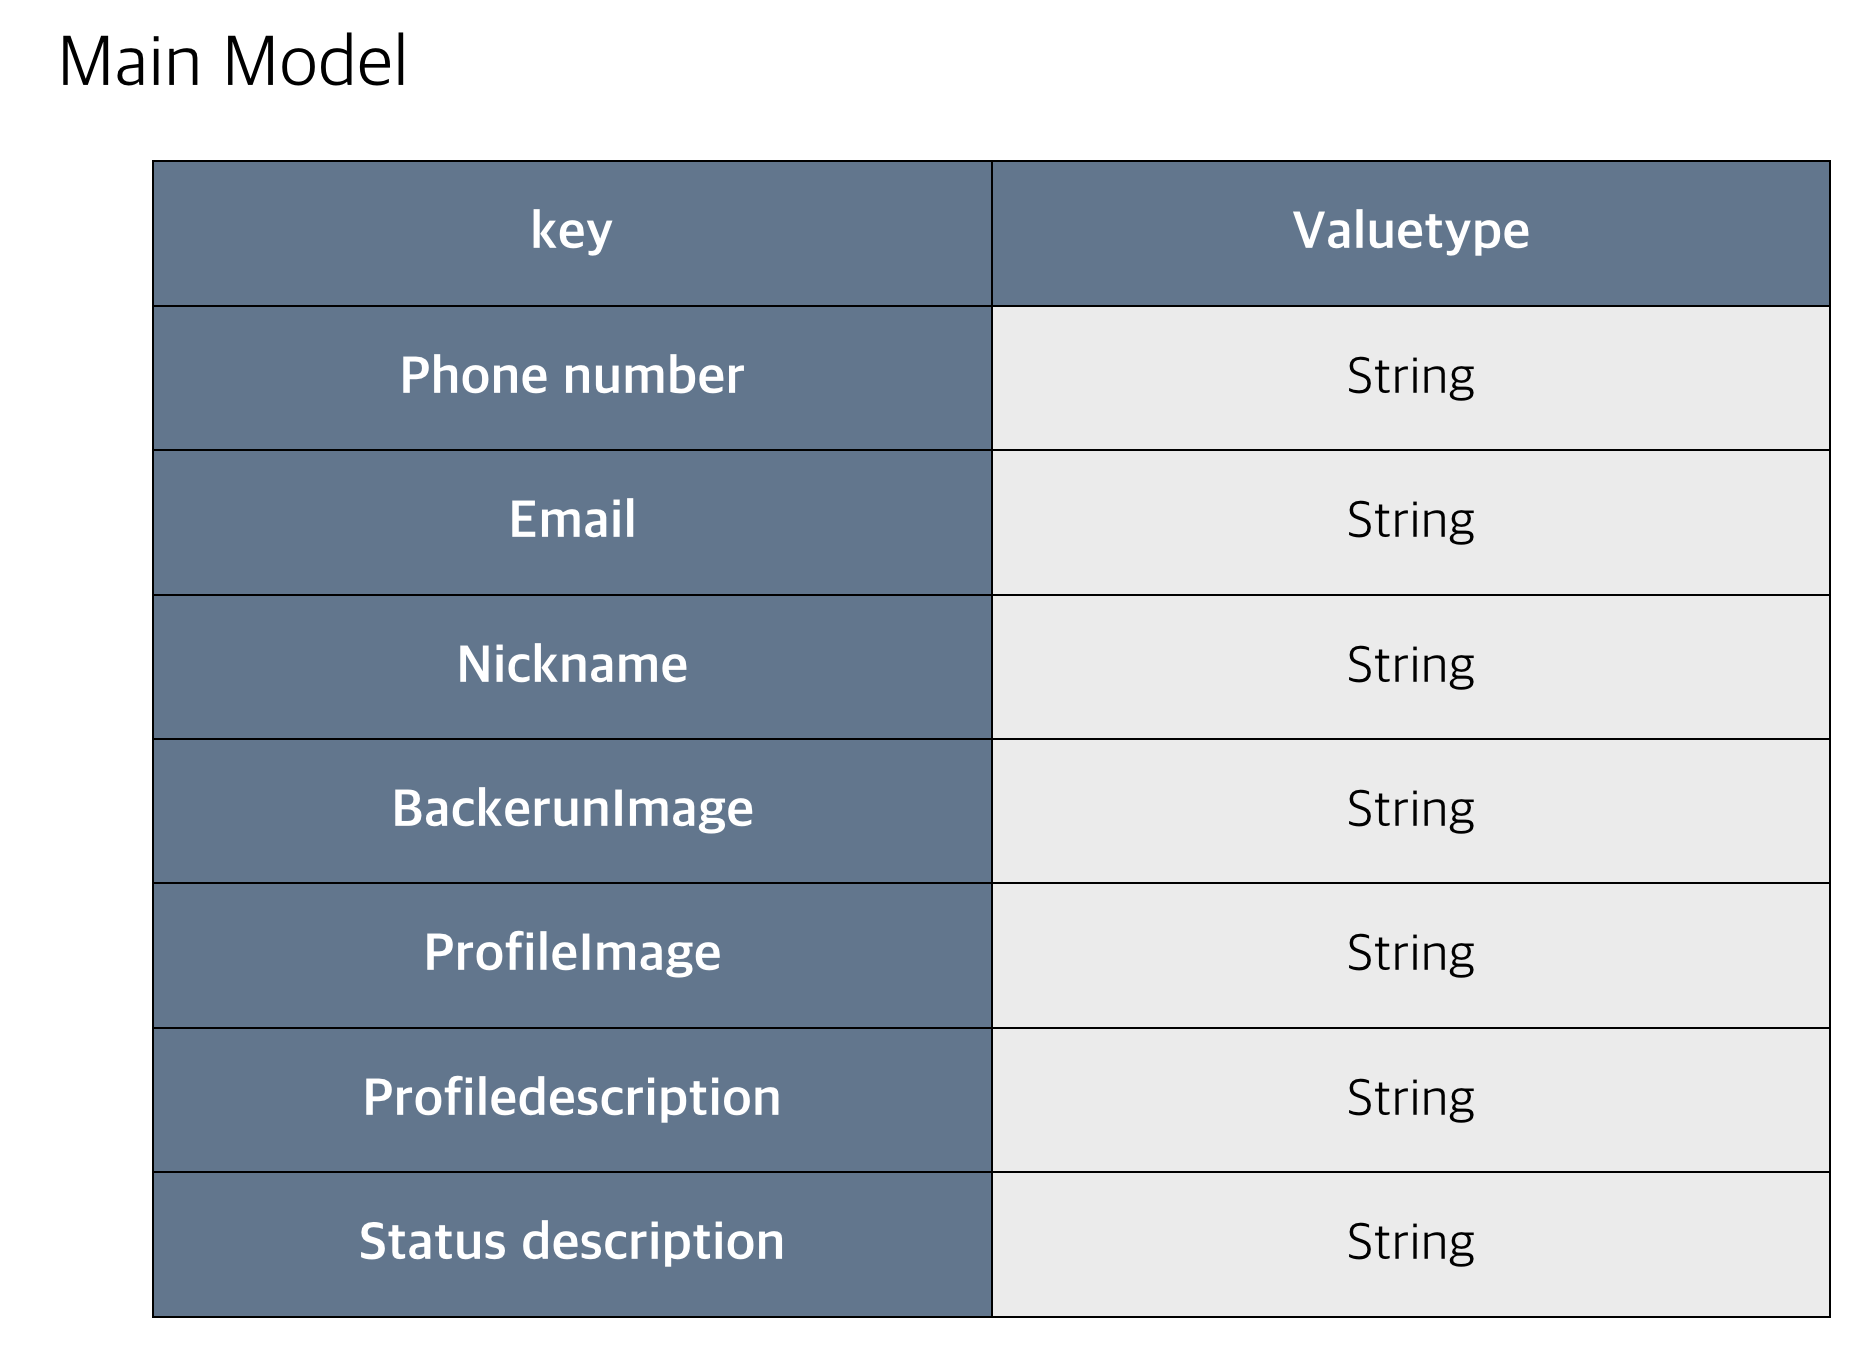 Main Model
key Valuetype
Phone number String
Email String
Nickname String
BackerunImage String
ProfileImage String
Profiledescription String
Status description String